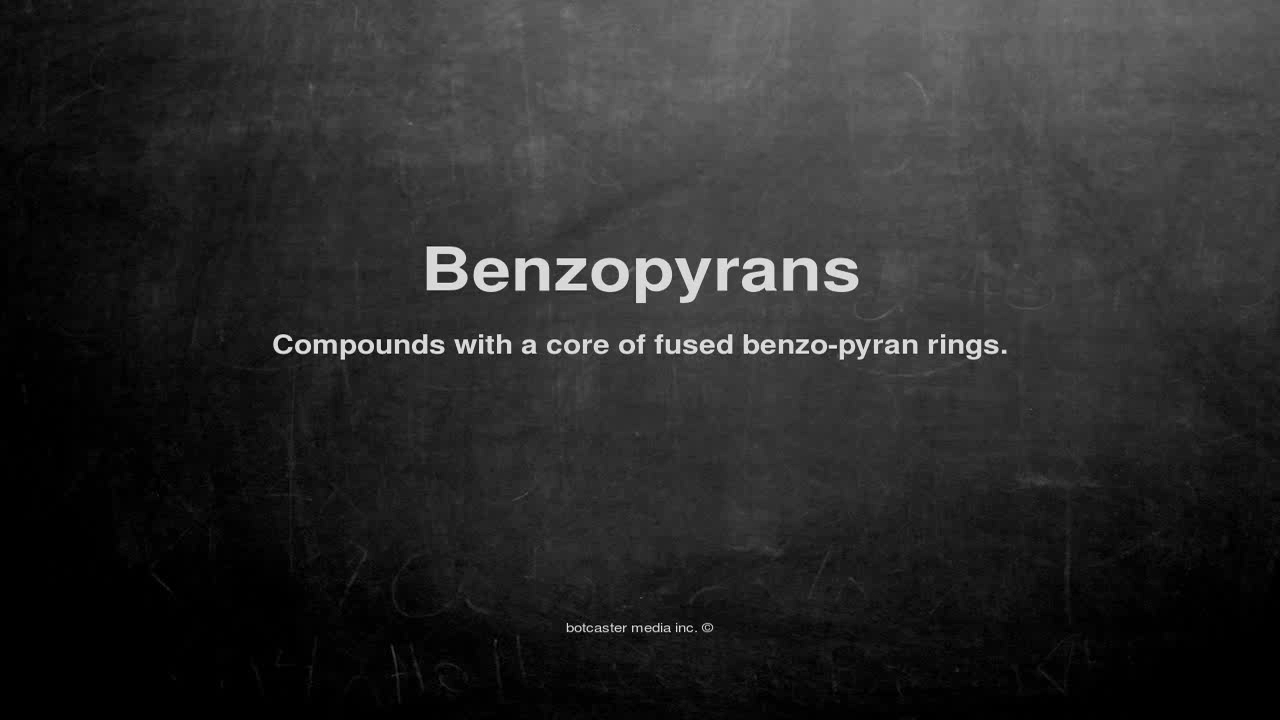 Benzopyrans
Compounds with a core of fused benzo-pyran rings.
botcaster media inc. ©